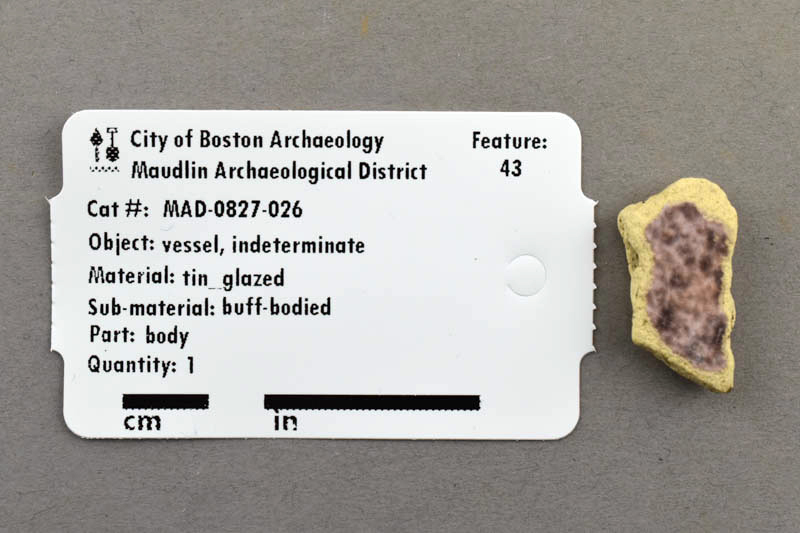 City of Boston Archaeology
Maudlin Archaeological District
Feature:
43
Cat #: MAD-0827-026
Object: vessel, indeterminate
Material: tin_glazed
Sub-material: buff-bodied
Part: body
Quantity: 1
cm in